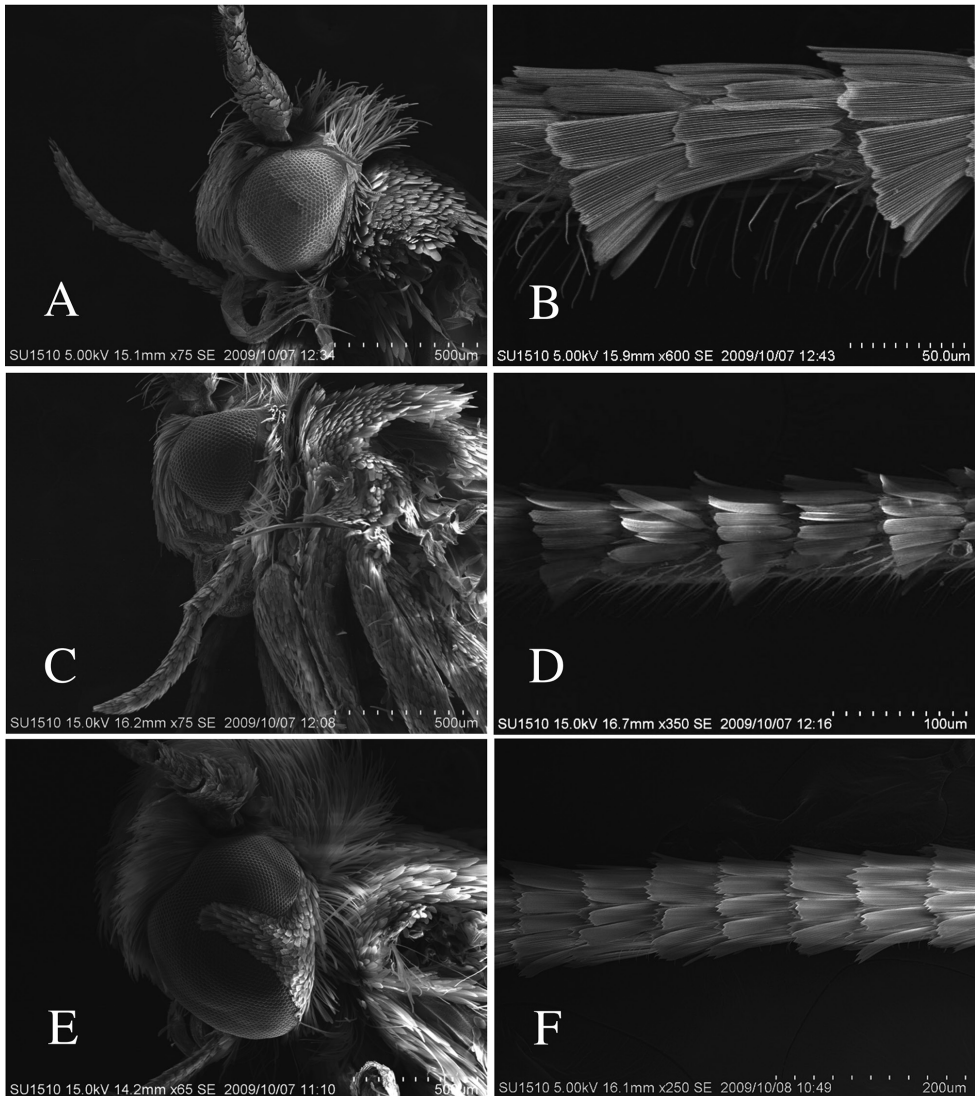 A
SU1510 5.00kV 15.1mm x75 SE 2009/10/07 12:34 500um
B
SU1510 5.00kV 15.9mm x600 SE 2009/10/07 12:43 50.0um
C
SU1510 15.0kV 16.2mm x75 SE 2009/10/07 12:08 500um
D
SU1510 15.0kV 16.7mm x350 SE 2009/10/07 12:16 100um
E
SU1510 15.0kV 14.2mm x65 SE 2009/10/07 11:10 500um
F
SU1510 5.00kV 16.1mm x250 SE 2009/10/08 10:49 200um